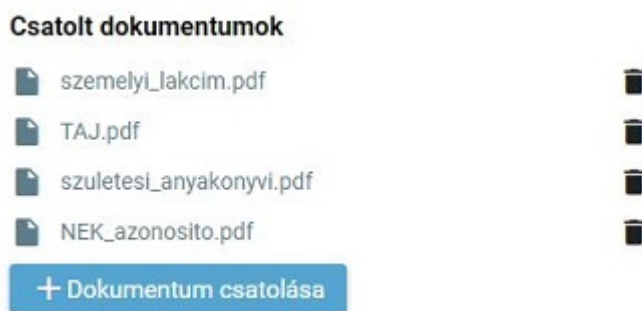 Csatolt dokumentumok
szemelyi_lakcim.pdf
TAJ.pdf
szuletesi_anyakonyvi.pdf
NEK_azonosito.pdf
+ Dokumentum csatolása